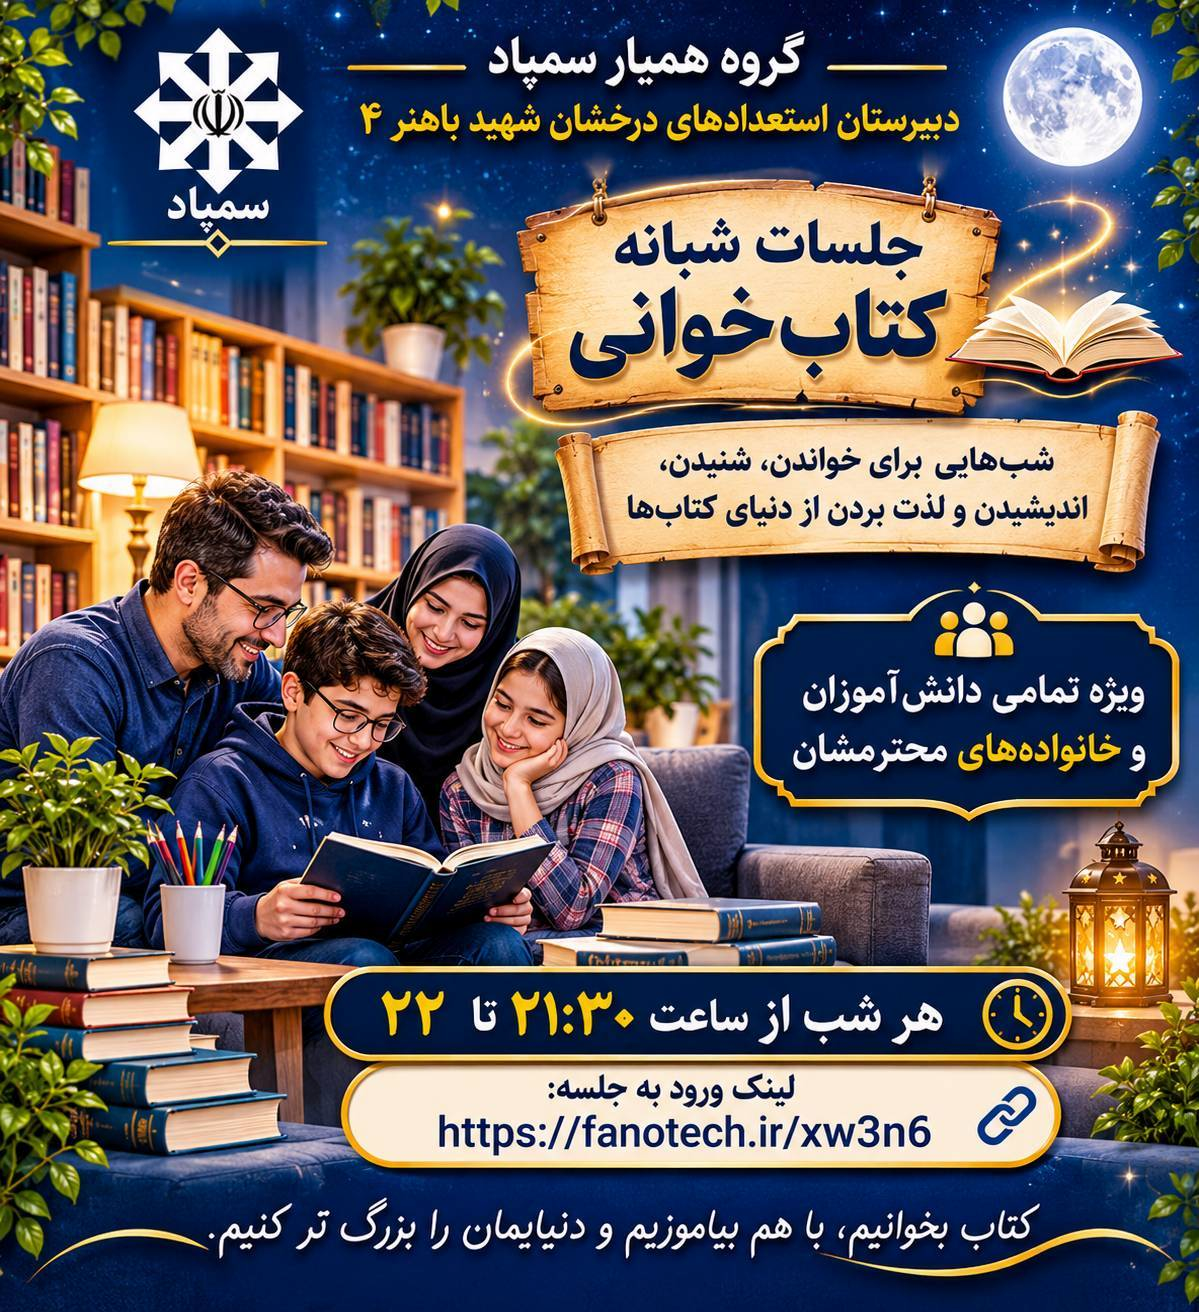 گروه همیار سمپاد
دبیرستان استعدادهای درخشان شهید باهنر ۴
سمپاد
جلسات شبانه
کتاب‌خوانی
شب‌هایی برای خواندن، شنیدن،
اندیشیدن و لذت بردن از دنیای کتاب‌ها
ویژه تمامی دانش‌آموزان
و خانواده‌های محترمشان
هر شب از ساعت ۲۱:۳۰ تا ۲۲
لینک ورود به جلسه:
https://fanotech.ir/xw3n6
کتاب بخوانیم، با هم بیاموزیم و دنیایمان را بزرگ تر کنیم.